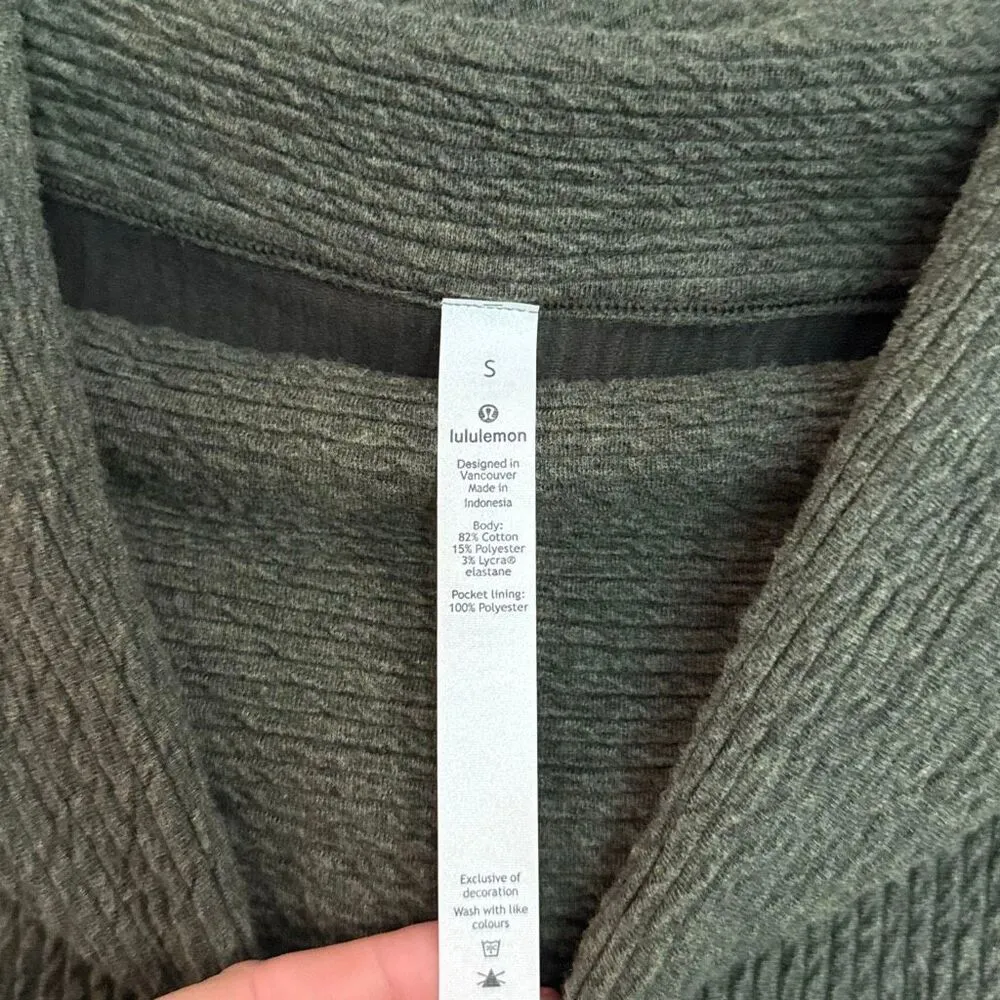 S
lululemon
Designed in
Vancouver
Made in
Indonesia
Body:
82% Cotton
15% Polyester
3% Lycra®
elastane
Pocket lining:
100% Polyester
Exclusive of
decoration
Wash with like
colours